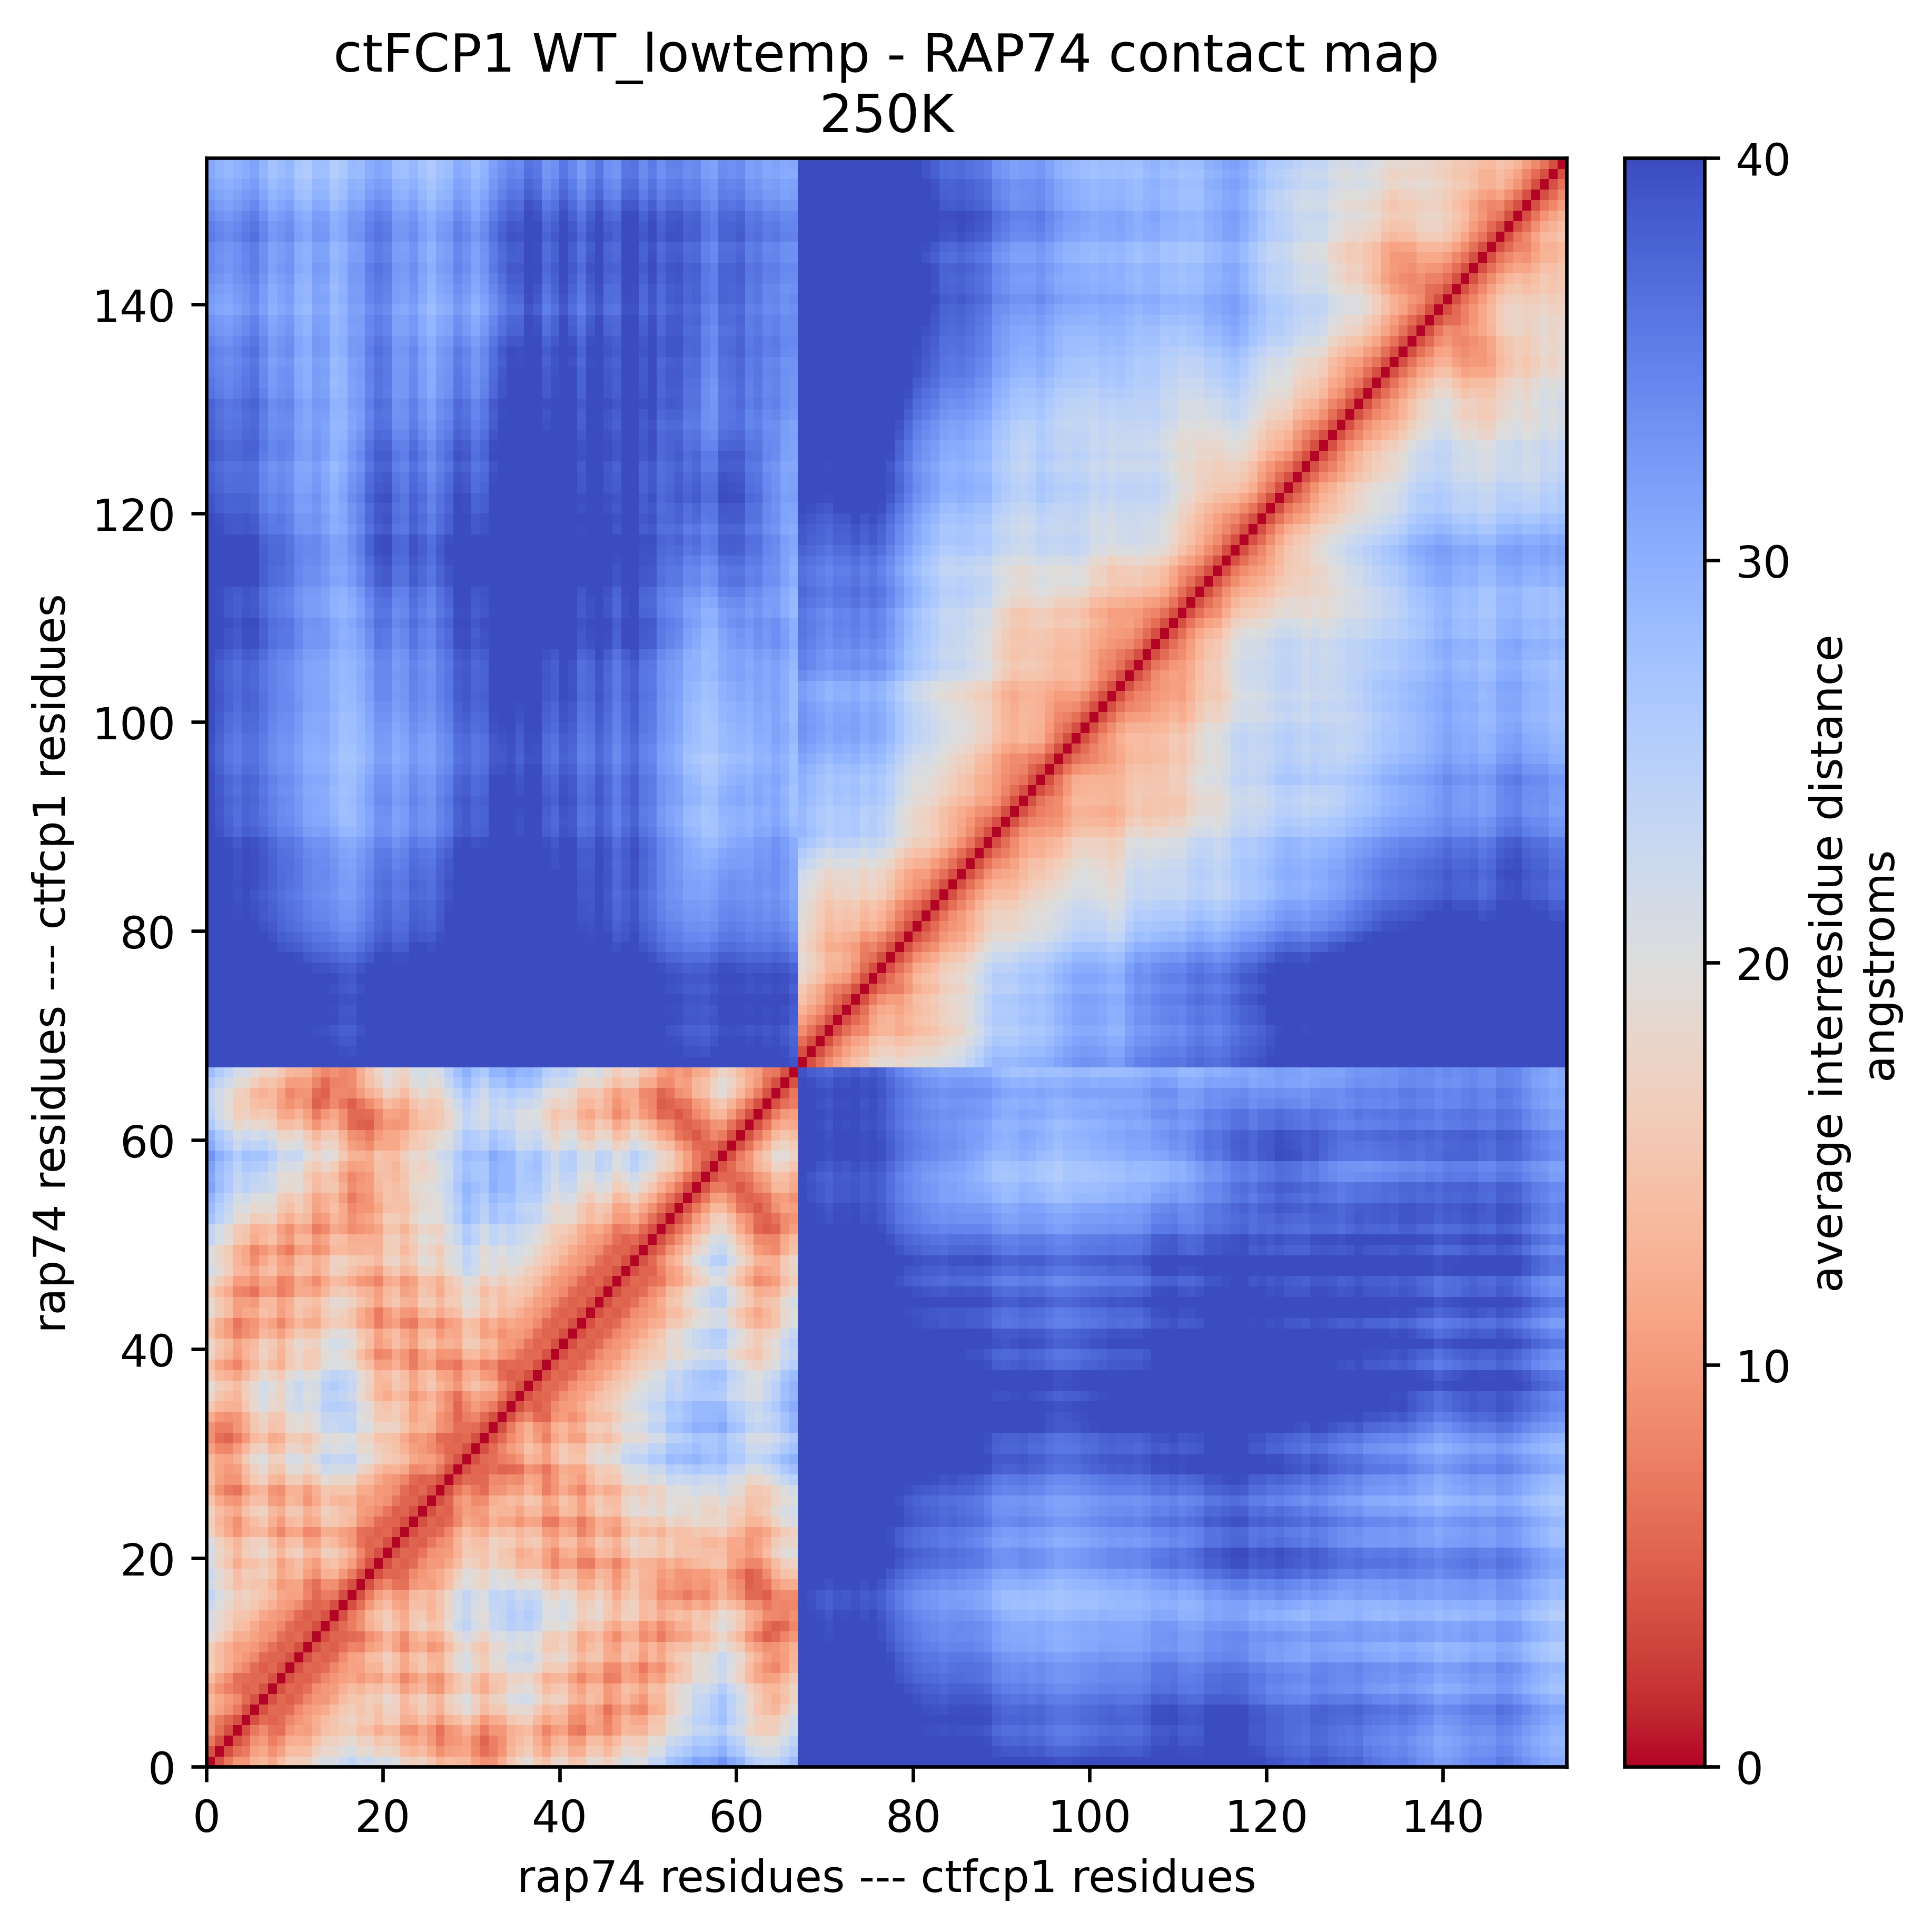 ctFCP1 WT_lowtemp - RAP74 contact map
250K
rap74 residues --- ctfcp1 residues
140
120
100
80
60
40
20
0
0 20 40 60 80 100 120 140
rap74 residues --- ctfcp1 residues
40
30
20
10
0
average interresidue distance
angstroms